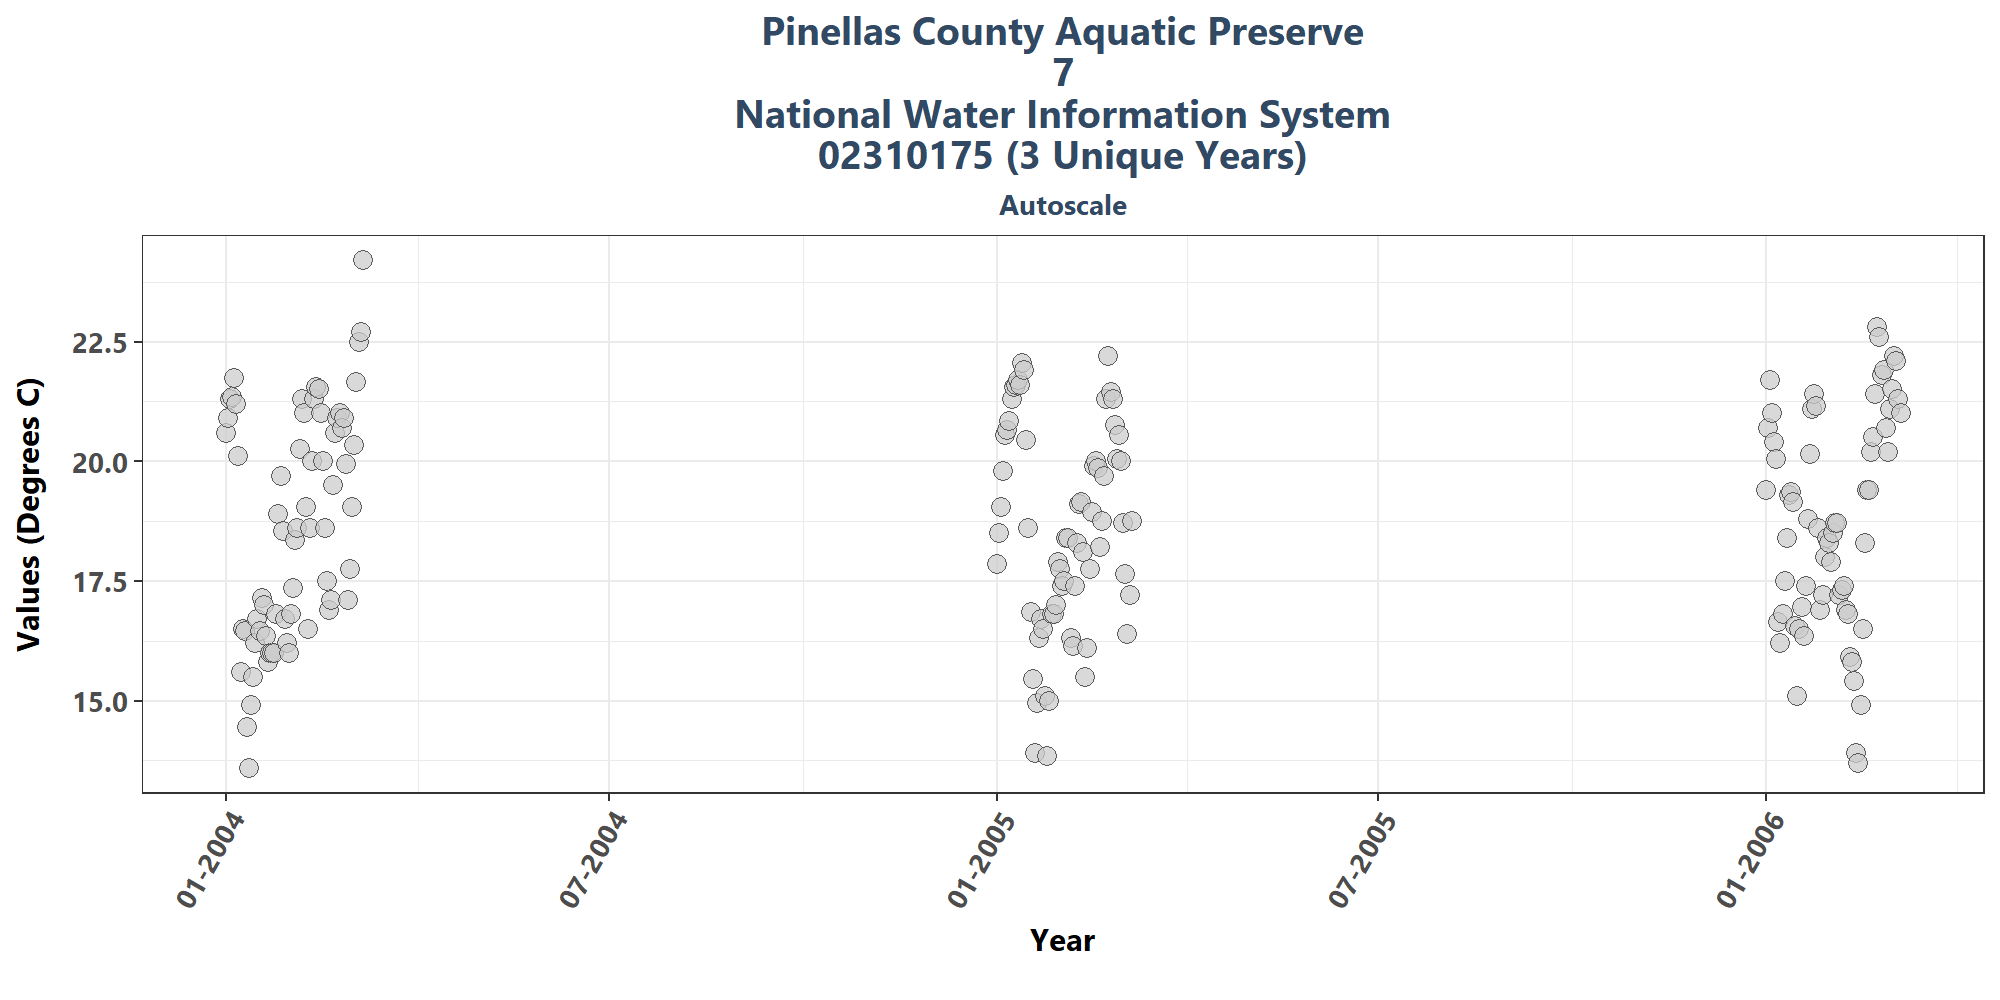 Pinellas County Aquatic Preserve
7
National Water Information System
02310175 (3 Unique Years)
Autoscale
Values (Degrees C)
22.5
20.0
17.5
15.0
01-2004
07-2004
01-2005
07-2005
01-2006
Year